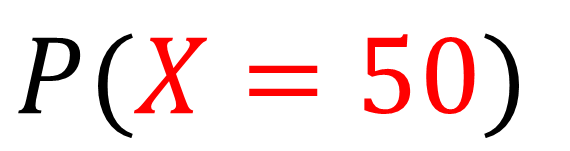 P(X = 50)